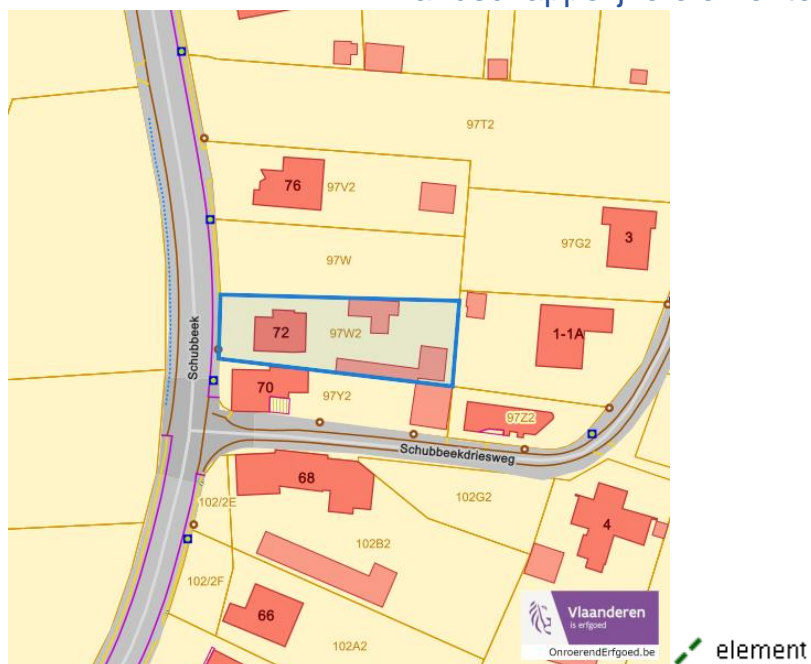 97T2
76
97V2
3
97G2
97W
Schubbeek
72
97W2
1-1A
70
97Y2
97Z2
Schubbeekdriesweg
68
102G2
102/2E
4
102B2
102/2F
66
102A2
Vlaanderen
is erfgoed
OnroerendErfgoed.be
element